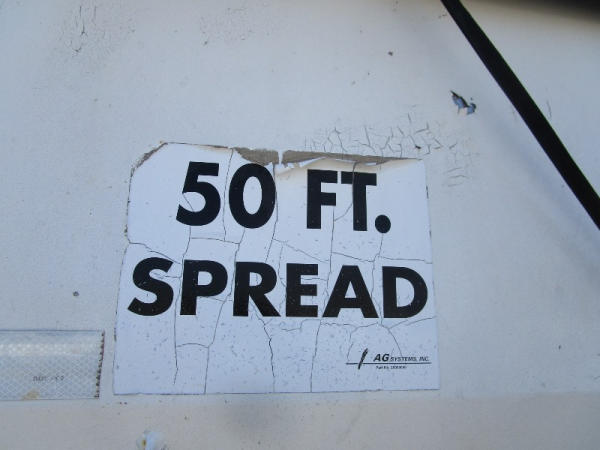 50 FT.
SPREAD
AG SYSTEMS, INC.